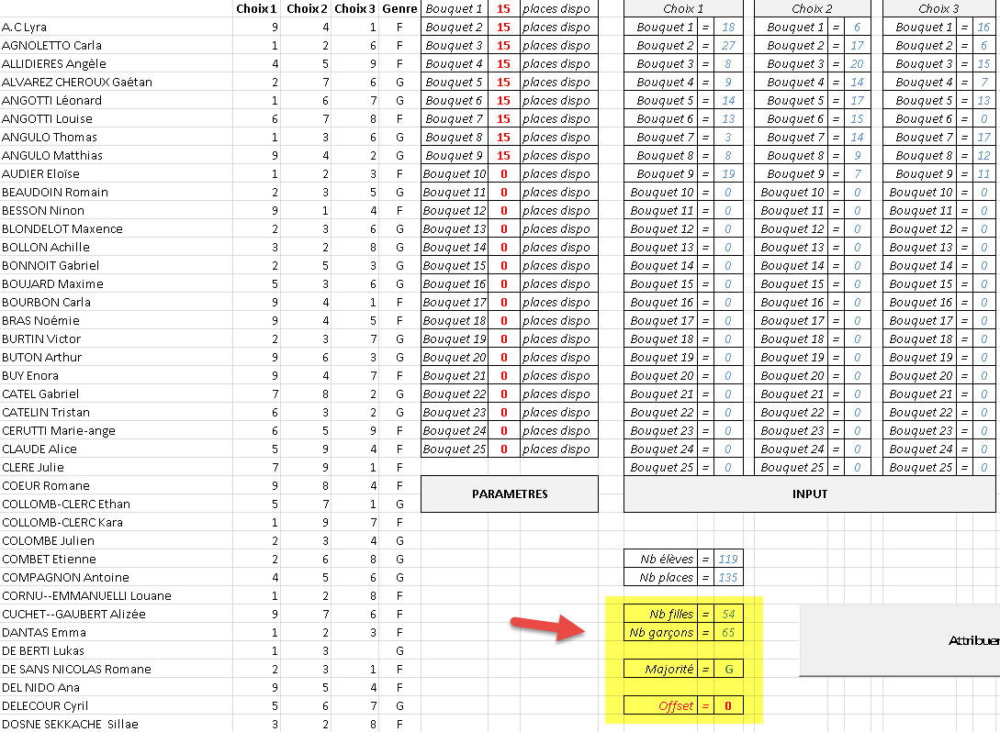 Choix 1 Choix 2 Choix 3 Genre Bouquet 1 15 places dispo Choix 1 Choix 2 Choix 3
A.C Lyra 9 4 1 F Bouquet 2 15 places dispo Bouquet 1 = 18 Bouquet 1 = 6 Bouquet 1 = 16
AGNOLETTO Carla 1 2 6 F Bouquet 3 15 places dispo Bouquet 2 = 27 Bouquet 2 = 17 Bouquet 2 = 6
ALLIDIERES Angèle 4 5 9 F Bouquet 4 15 places dispo Bouquet 3 = 8 Bouquet 3 = 20 Bouquet 3 = 15
ALVAREZ CHEROUX Gaétan 2 7 6 G Bouquet 5 15 places dispo Bouquet 4 = 9 Bouquet 4 = 14 Bouquet 4 = 7
ANGOTTI Léonard 1 6 7 G Bouquet 6 15 places dispo Bouquet 5 = 14 Bouquet 5 = 17 Bouquet 5 = 13
ANGOTTI Louise 6 7 8 F Bouquet 7 15 places dispo Bouquet 6 = 13 Bouquet 6 = 15 Bouquet 6 = 0
ANGULO Thomas 1 3 6 G Bouquet 8 15 places dispo Bouquet 7 = 3 Bouquet 7 = 14 Bouquet 7 = 17
ANGULO Matthias 9 4 2 G Bouquet 9 15 places dispo Bouquet 8 = 8 Bouquet 8 = 9 Bouquet 8 = 12
AUDIER Eloïse 1 2 3 F Bouquet 10 0 places dispo Bouquet 9 = 19 Bouquet 9 = 7 Bouquet 9 = 11
BEAUDOIN Romain 2 3 5 G Bouquet 11 0 places dispo Bouquet 10 = 0 Bouquet 10 = 0 Bouquet 10 = 0
BESSON Ninon 9 1 4 F Bouquet 12 0 places dispo Bouquet 11 = 0 Bouquet 11 = 0 Bouquet 11 = 0
BLONDELOT Maxence 2 3 6 G Bouquet 13 0 places dispo Bouquet 12 = 0 Bouquet 12 = 0 Bouquet 12 = 0
BOLLON Achille 3 2 8 G Bouquet 14 0 places dispo Bouquet 13 = 0 Bouquet 13 = 0 Bouquet 13 = 0
BONNOIT Gabriel 2 5 3 G Bouquet 15 0 places dispo Bouquet 14 = 0 Bouquet 14 = 0 Bouquet 14 = 0
BOUJARD Maxime 5 3 6 G Bouquet 16 0 places dispo Bouquet 15 = 0 Bouquet 15 = 0 Bouquet 15 = 0
BOURBON Carla 9 4 1 F Bouquet 17 0 places dispo Bouquet 16 = 0 Bouquet 16 = 0 Bouquet 16 = 0
BRAS Noémie 9 4 5 F Bouquet 18 0 places dispo Bouquet 17 = 0 Bouquet 17 = 0 Bouquet 17 = 0
BURTIN Victor 2 3 7 G Bouquet 19 0 places dispo Bouquet 18 = 0 Bouquet 18 = 0 Bouquet 18 = 0
BUTON Arthur 9 6 3 G Bouquet 20 0 places dispo Bouquet 19 = 0 Bouquet 19 = 0 Bouquet 19 = 0
BUY Enora 9 4 7 F Bouquet 21 0 places dispo Bouquet 20 = 0 Bouquet 20 = 0 Bouquet 20 = 0
CATEL Gabriel 7 8 2 G Bouquet 22 0 places dispo Bouquet 21 = 0 Bouquet 21 = 0 Bouquet 21 = 0
CATELIN Tristan 6 3 2 G Bouquet 23 0 places dispo Bouquet 22 = 0 Bouquet 22 = 0 Bouquet 22 = 0
CERUTTI Marie-ange 6 5 9 F Bouquet 24 0 places dispo Bouquet 23 = 0 Bouquet 23 = 0 Bouquet 23 = 0
CLAUDE Alice 5 9 4 F Bouquet 25 0 places dispo Bouquet 24 = 0 Bouquet 24 = 0 Bouquet 24 = 0
CLERE Julie 7 9 1 F Bouquet 25 = 0 Bouquet 25 = 0 Bouquet 25 = 0
COEUR Romane 9 8 4 F PARAMETRES INPUT
COLLOMB-CLERC Ethan 5 7 1 G
COLLOMB-CLERC Kara 1 9 7 F
COLOMBE Julien 2 3 4 G
COMBET Etienne 2 6 8 G Nb élèves = 119
COMPAGNON Antoine 4 5 6 G Nb places = 135
CORNU--EMMANUELLI Louane 1 2 8 F
CUCHET--GAUBERT Alizée 9 7 6 F Nb filles = 54
DANTAS Emma 1 2 3 F Nb garçons = 65
DE BERTI Lukas 1 3 G
DE SANS NICOLAS Romane 2 3 1 F Majorité = G Attribuer
DEL NIDO Ana 9 5 4 F
DELECOUR Cyril 5 6 7 G Offset = 0
DOSNE SEKKACHE Sillae 3 2 8 F